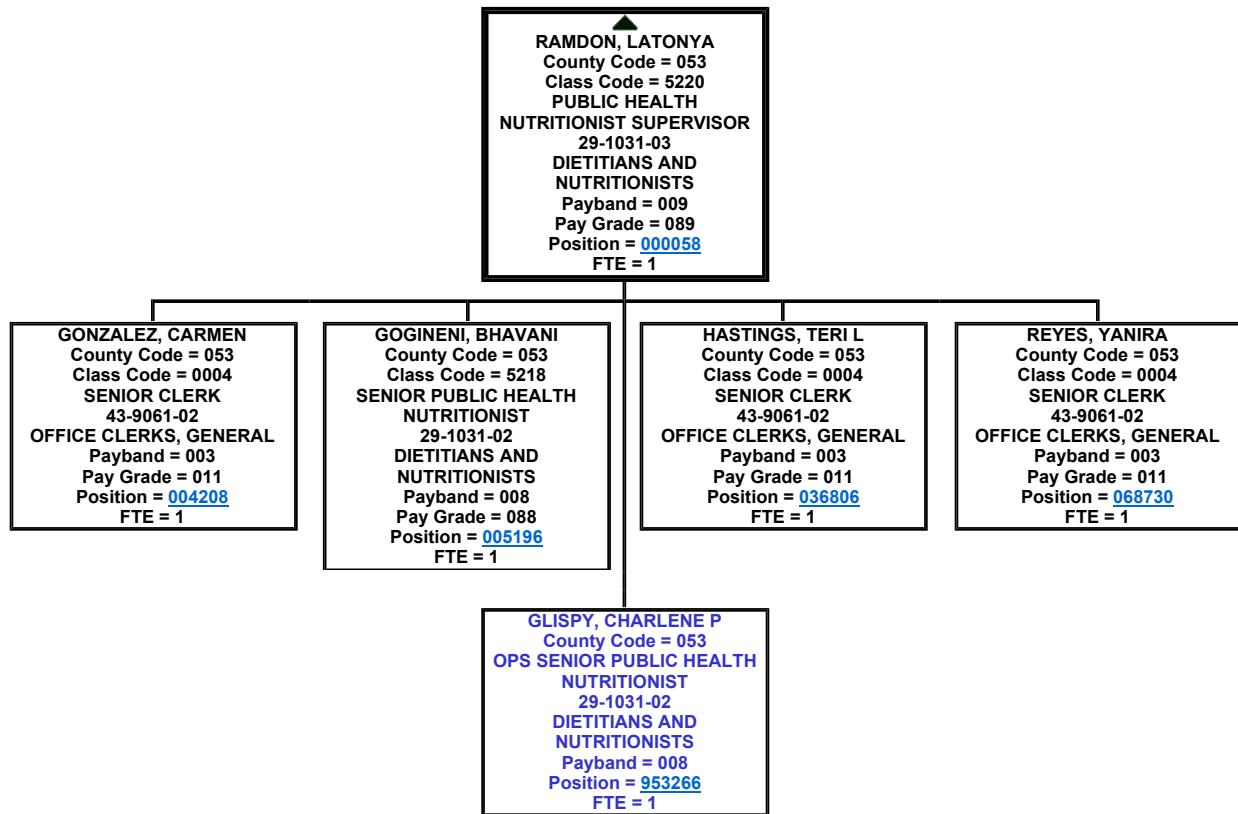 RAMDON, LATONYA
County Code = 053
Class Code = 5220
PUBLIC HEALTH
NUTRITIONIST SUPERVISOR
29-1031-03
DIETITIANS AND
NUTRITIONISTS
Payband = 009
Pay Grade = 089
Position = 000058
FTE = 1
GONZALEZ, CARMEN
County Code = 053
Class Code = 0004
SENIOR CLERK
43-9061-02
OFFICE CLERKS, GENERAL
Payband = 003
Pay Grade = 011
Position = 004208
FTE = 1
GOGINENI, BHAVANI
County Code = 053
Class Code = 5218
SENIOR PUBLIC HEALTH
NUTRITIONIST
29-1031-02
DIETITIANS AND
NUTRITIONISTS
Payband = 008
Pay Grade = 088
Position = 005196
FTE = 1
HASTINGS, TERI L
County Code = 053
Class Code = 0004
SENIOR CLERK
43-9061-02
OFFICE CLERKS, GENERAL
Payband = 003
Pay Grade = 011
Position = 036806
FTE = 1
REYES, YANIRA
County Code = 053
Class Code = 0004
SENIOR CLERK
43-9061-02
OFFICE CLERKS, GENERAL
Payband = 003
Pay Grade = 011
Position = 068730
FTE = 1
GLISPY, CHARLENE P
County Code = 053
OPS SENIOR PUBLIC HEALTH
NUTRITIONIST
29-1031-02
DIETITIANS AND
NUTRITIONISTS
Payband = 008
Position = 953266
FTE = 1